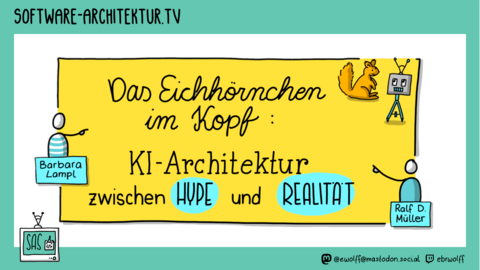 SOFTWARE-ARCHITEKTUR.TV
Das Eichhörnchen
im Kopf:
KI-Architektur
zwischen HYPE und REALITÄT
Barbara
Lampl
Ralf D.
Müller
SAS
@ewolff@mastodon.social
ebrwolff